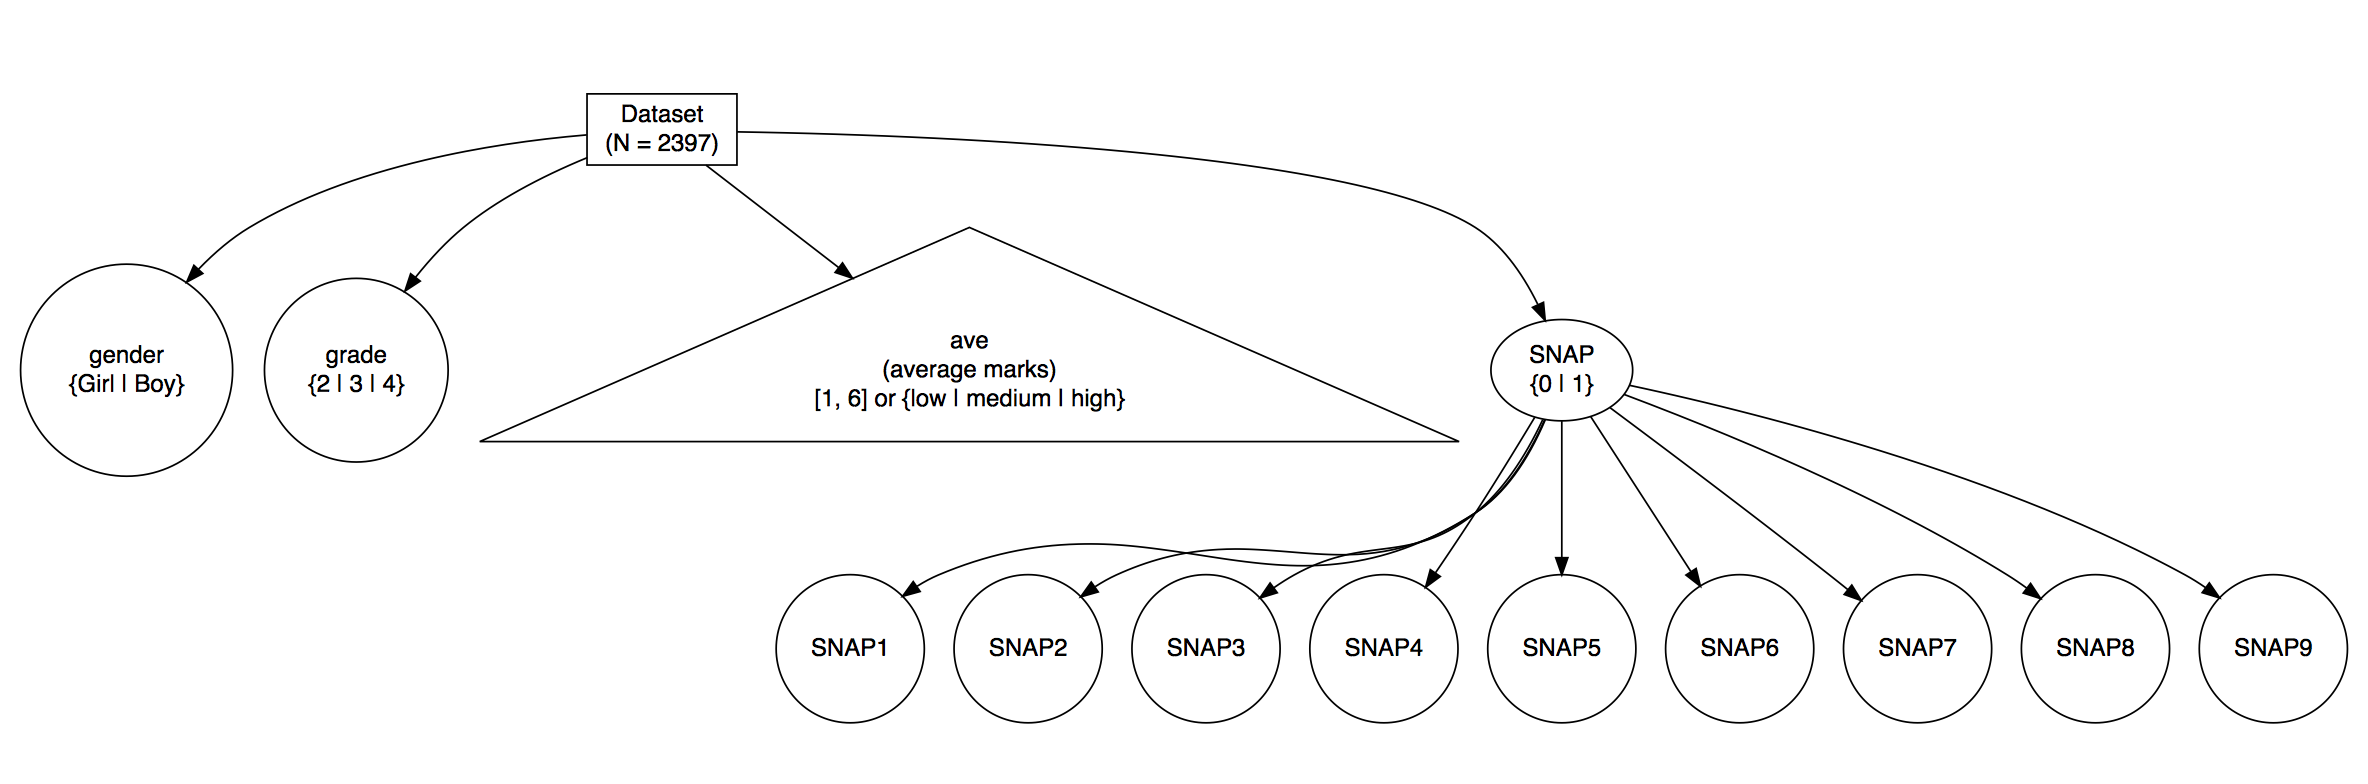 Dataset
(N = 2397)
gender
{Girl | Boy}
grade
{2 | 3 | 4}
ave
(average marks)
[1, 6] or {low | medium | high}
SNAP
{0 | 1}
SNAP1
SNAP2
SNAP3
SNAP4
SNAP5
SNAP6
SNAP7
SNAP8
SNAP9